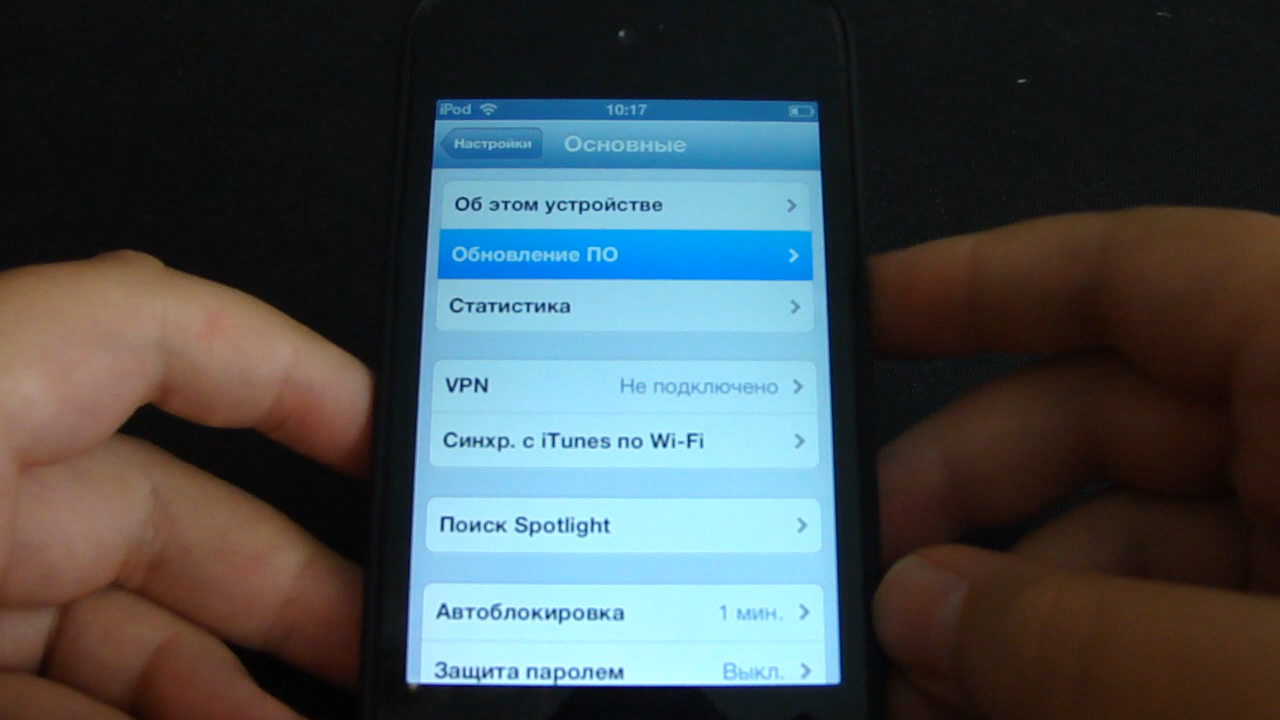 iPod 10:17
Настройки Основные
Об этом устройстве
Обновление ПО
Статистика
VPN Не подключено
Синхр. с iTunes по Wi-Fi
Поиск Spotlight
Автоблокировка 1 мин.
Защита паролем Выкл.